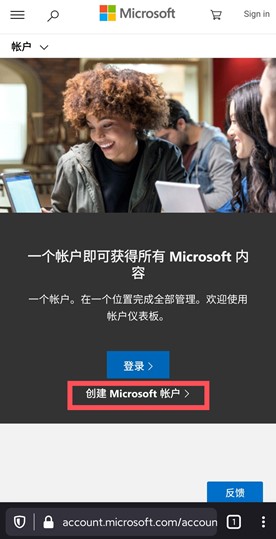 Microsoft
Sign in
帐户
一个帐户即可获得所有 Microsoft 内
容
一个帐户。在一个位置完成全部管理。欢迎使用
帐户仪表板。
登录
创建 Microsoft 帐户
反馈
account.microsoft.com/accoun
1